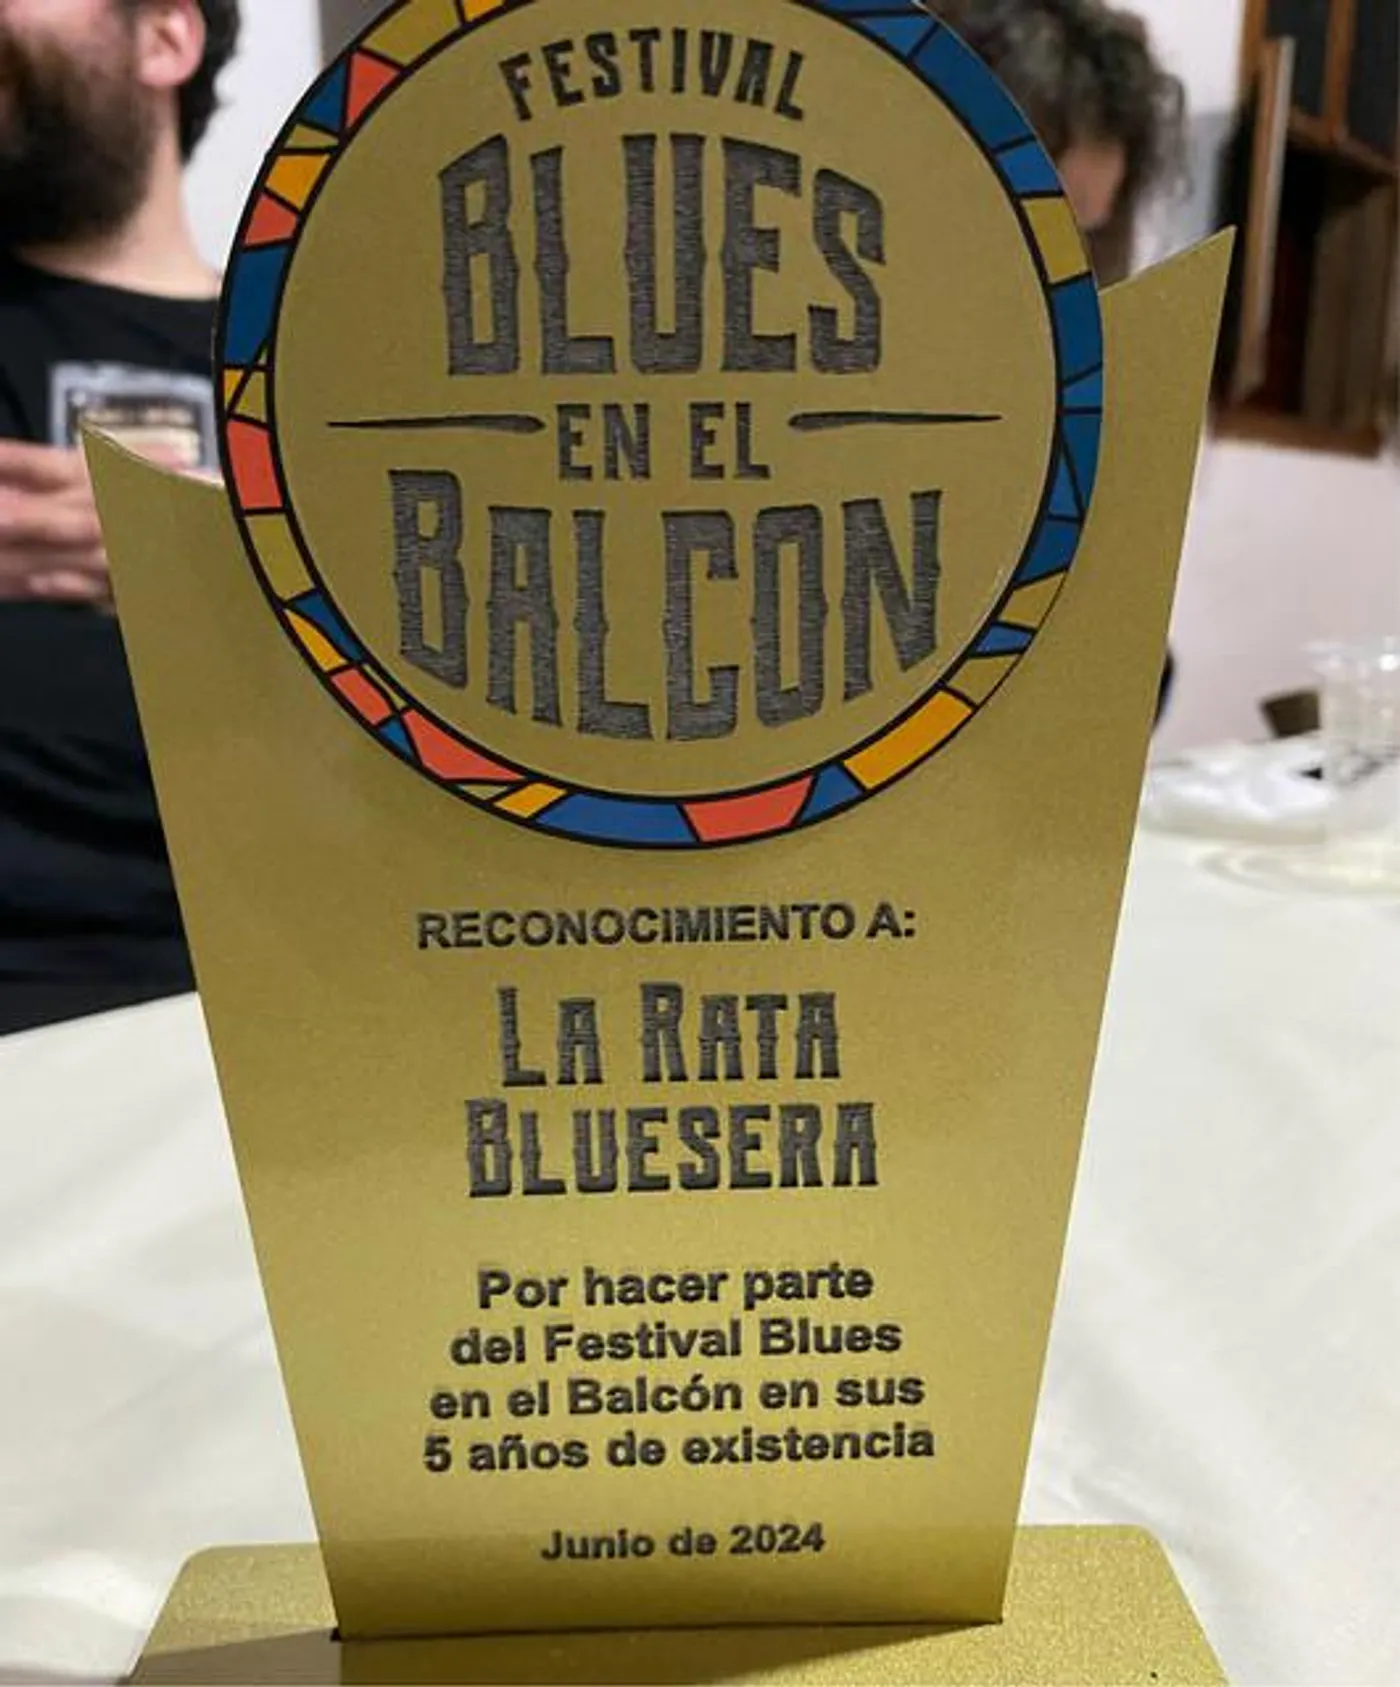 FESTIVAL
BLUES
EN EL
BALCON
RECONOCIMIENTO A:
LA RATA
BLUESERA
Por hacer parte
del Festival Blues
en el Balcón en sus
5 años de existencia
Junio de 2024